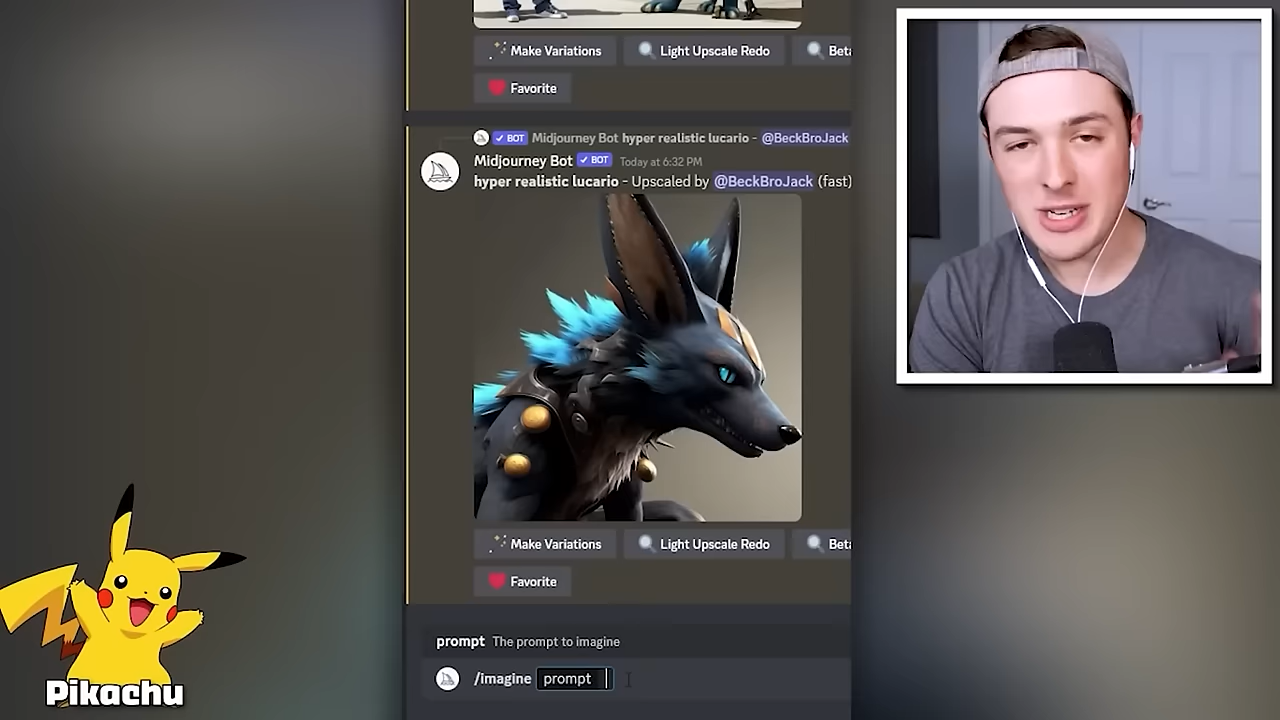 Make Variations Light Upscale Redo Beta
Favorite
BOT Midjourney Bot hyper realistic lucario - @BeckBroJack
Midjourney Bot BOT Today at 6:32 PM
hyper realistic lucario - Upscaled by @BeckBroJack (fast)
Make Variations Light Upscale Redo Beta
Favorite
prompt The prompt to imagine
/imagine prompt
Pikachu